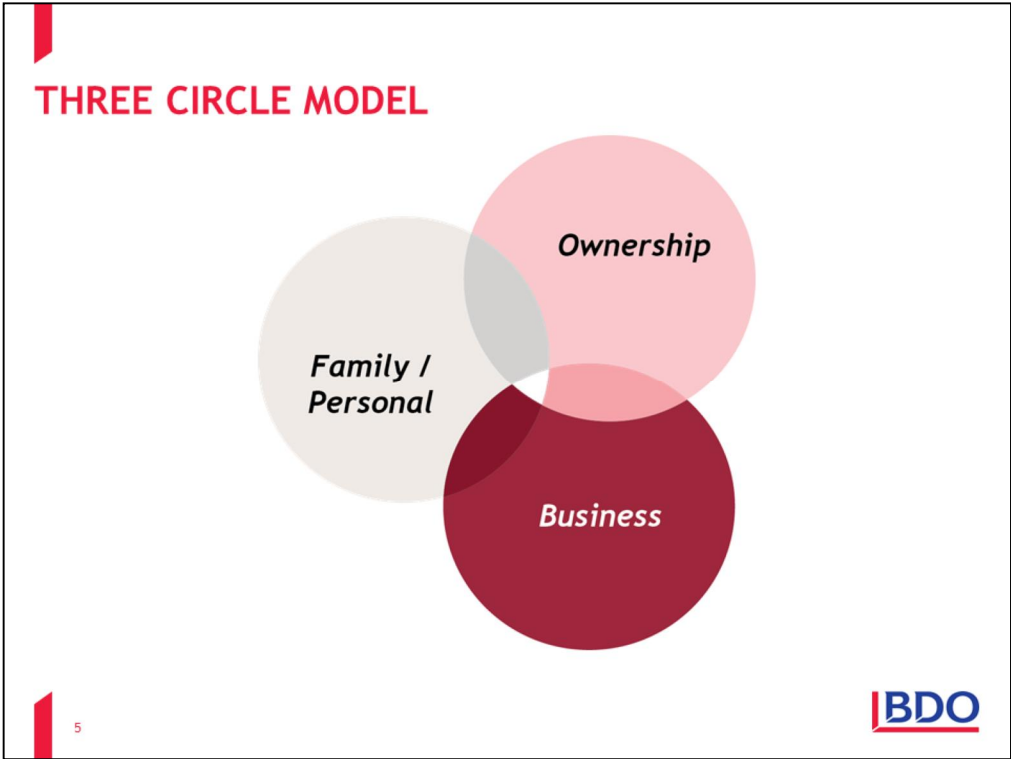 THREE CIRCLE MODEL
Ownership
Family /
Personal
Business
5
BDO